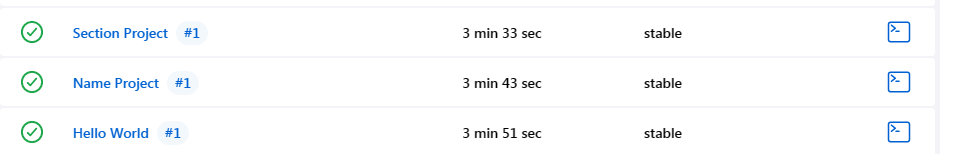 Section Project #1 3 min 33 sec stable
Name Project #1 3 min 43 sec stable
Hello World #1 3 min 51 sec stable